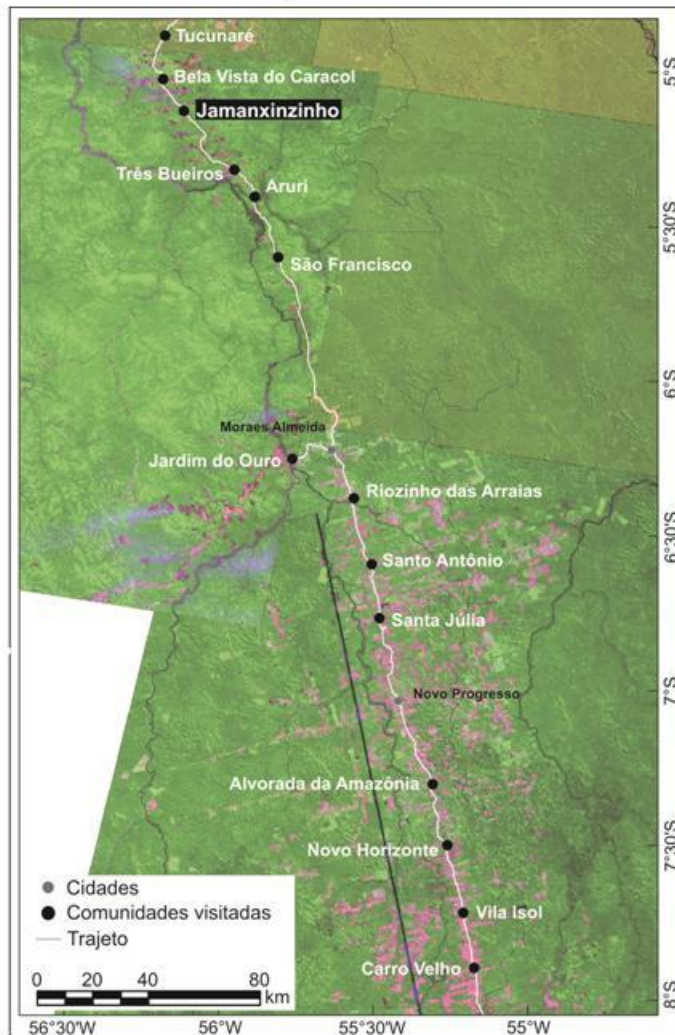 Tucunaré
5°S
Bela Vista do Caracol
Jamanxinzinho
Três Bueiros
Aruri
5°30'S
São Francisco
6°S
Moraes Almeida
Jardim do Ouro
Riozinho das Arraias
6°30'S
Santo Antônio
Santa Júlia
7°S
Novo Progresso
Alvorada da Amazônia
7°30'S
Novo Horizonte
Cidades
Comunidades visitadas
Vila Isol
Trajeto
Carro Velho
0 20 40 80
km
8°S
56°30'W 56°W 55°30'W 55°W